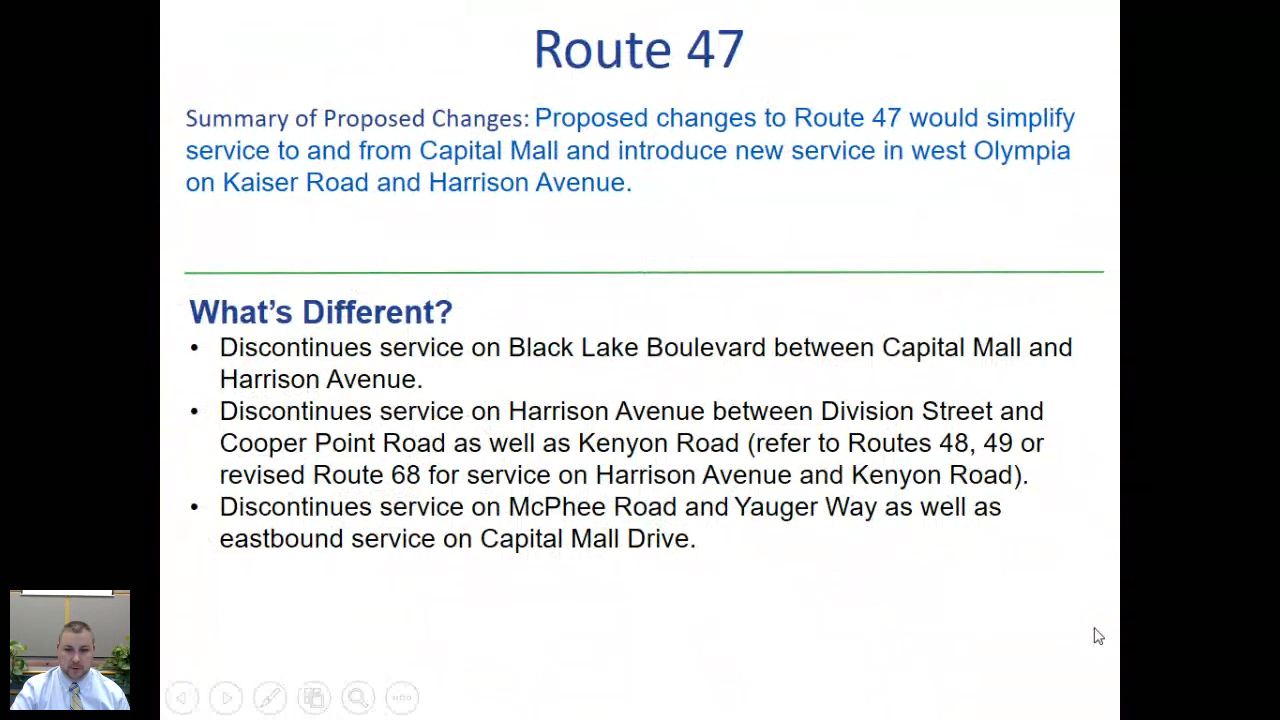 Route 47
Summary of Proposed Changes: Proposed changes to Route 47 would simplify
service to and from Capital Mall and introduce new service in west Olympia
on Kaiser Road and Harrison Avenue.
What's Different?
• Discontinues service on Black Lake Boulevard between Capital Mall and
Harrison Avenue.
• Discontinues service on Harrison Avenue between Division Street and
Cooper Point Road as well as Kenyon Road (refer to Routes 48, 49 or
revised Route 68 for service on Harrison Avenue and Kenyon Road).
• Discontinues service on McPhee Road and Yauger Way as well as
eastbound service on Capital Mall Drive.